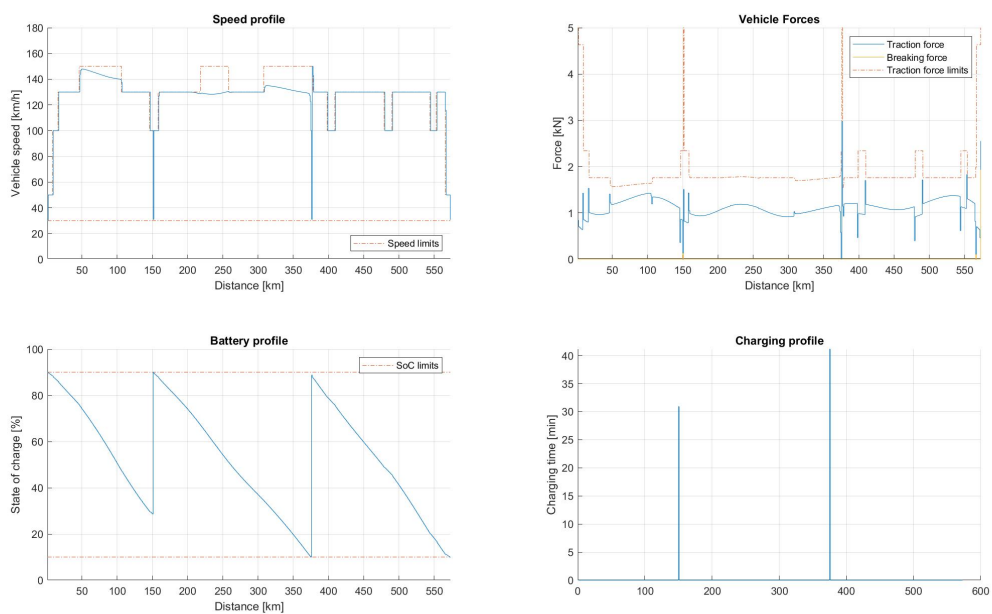 Speed profile
180
160
140
120
100
80
60
40
20
0
Vehicle speed [km/h]
Speed limits
50 100 150 200 250 300 350 400 450 500 550
Distance [km]
Vehicle Forces
5
4
3
2
1
0
Force [kN]
Traction force
Breaking force
Traction force limits
50 100 150 200 250 300 350 400 450 500 550
Distance [km]
Battery profile
100
80
60
40
20
0
State of charge [%]
SoC limits
50 100 150 200 250 300 350 400 450 500 550
Distance [km]
Charging profile
40
35
30
25
20
15
10
5
0
Charging time [min]
0 100 200 300 400 500 600